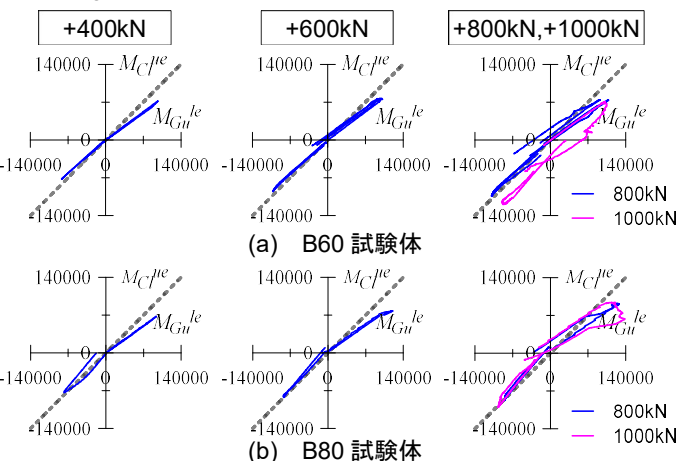 +400kN +600kN +800kN,+1000kN
140000 M_Cl^ue 140000 M_Cl^ue 140000 M_Cl^ue
M_Gu^le M_Gu^le M_Gu^le
0 0 0
-140000 140000 -140000 140000 -140000 140000
800kN
-140000 -140000 -140000
1000kN
(a) B60 試験体
140000 M_Cl^ue 140000 M_Cl^ue 140000 M_Cl^ue
M_Gu^le M_Gu^le M_Gu^le
0 0 0
-140000 140000 -140000 140000 -140000 140000
800kN
-140000 -140000 -140000
1000kN
(b) B80 試験体